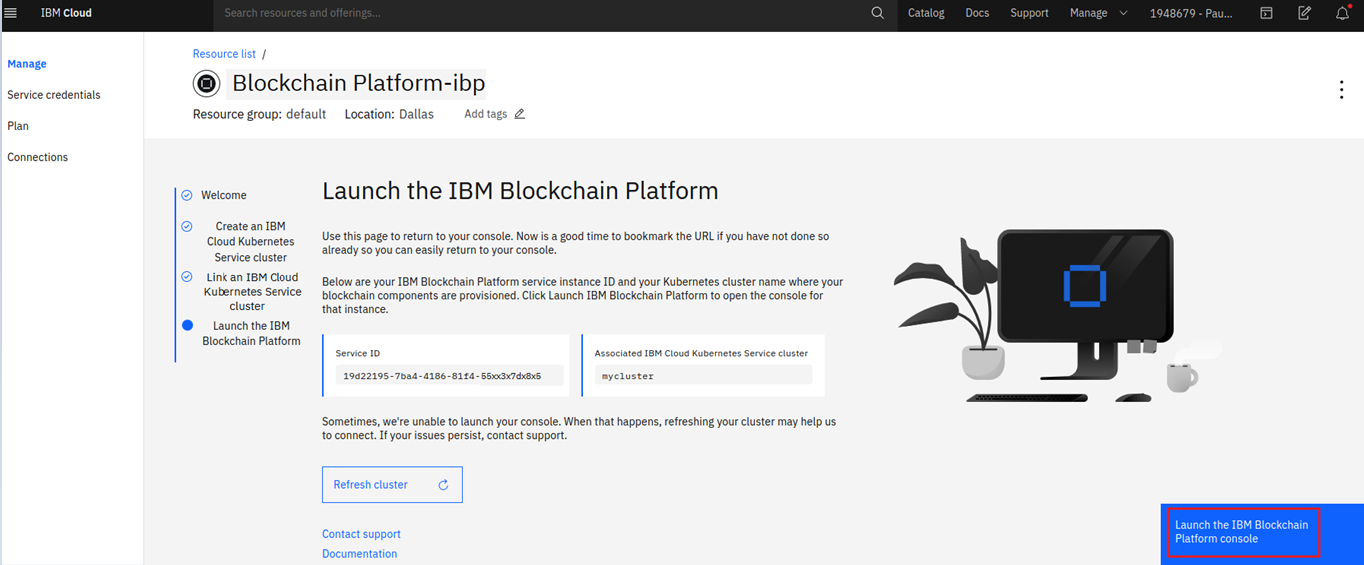 IBM Cloud
Search resources and offerings...
Catalog
Docs
Support
Manage
1948679 - Pau...
Manage
Service credentials
Plan
Connections
Resource list /
Blockchain Platform-ibp
Resource group: default
Location: Dallas
Add tags
Welcome
Create an IBM
Cloud Kubernetes
Service cluster
Link an IBM Cloud
Kubernetes Service
cluster
Launch the IBM
Blockchain Platform
Launch the IBM Blockchain Platform
Use this page to return to your console. Now is a good time to bookmark the URL if you have not done so
already so you can easily return to your console.
Below are your IBM Blockchain Platform service instance ID and your Kubernetes cluster name where your
blockchain components are provisioned. Click Launch IBM Blockchain Platform to open the console for
that instance.
Service ID
19d22195-7ba4-4186-81f4-55xx3x7dx8x5
Associated IBM Cloud Kubernetes Service cluster
mycluster
Sometimes, we're unable to launch your console. When that happens, refreshing your cluster may help us
to connect. If your issues persist, contact support.
Refresh cluster
Contact support
Documentation
Launch the IBM Blockchain
Platform console